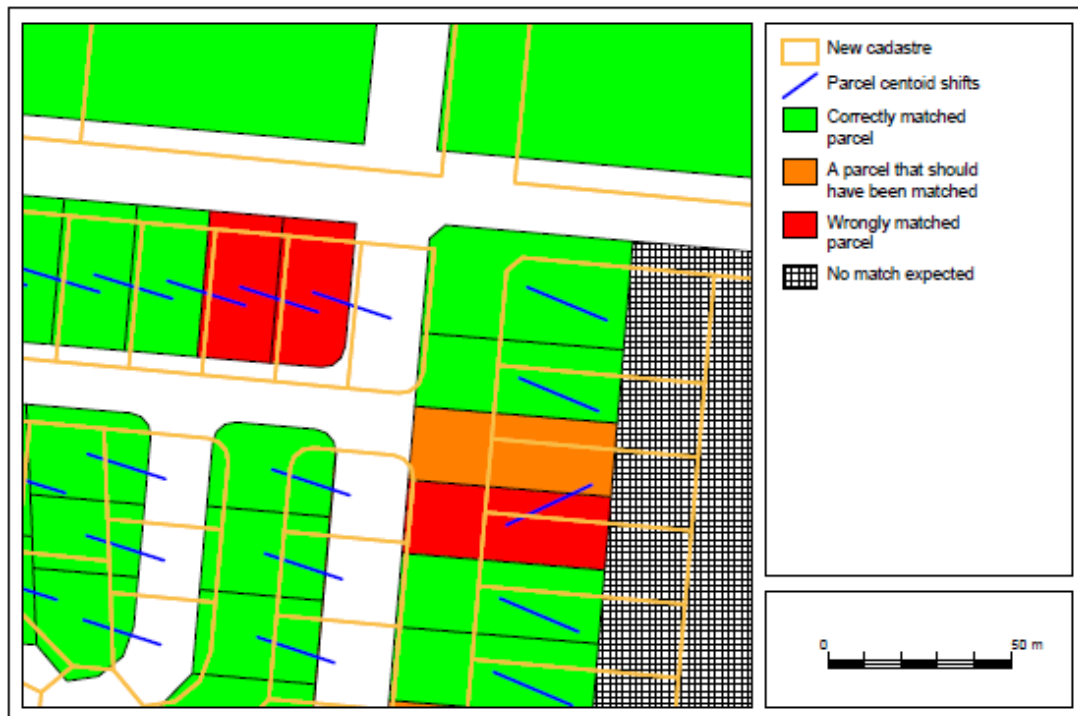 New cadastre
Parcel centoid shifts
Correctly matched
parcel
A parcel that should
have been matched
Wrongly matched
parcel
No match expected
0 50 m